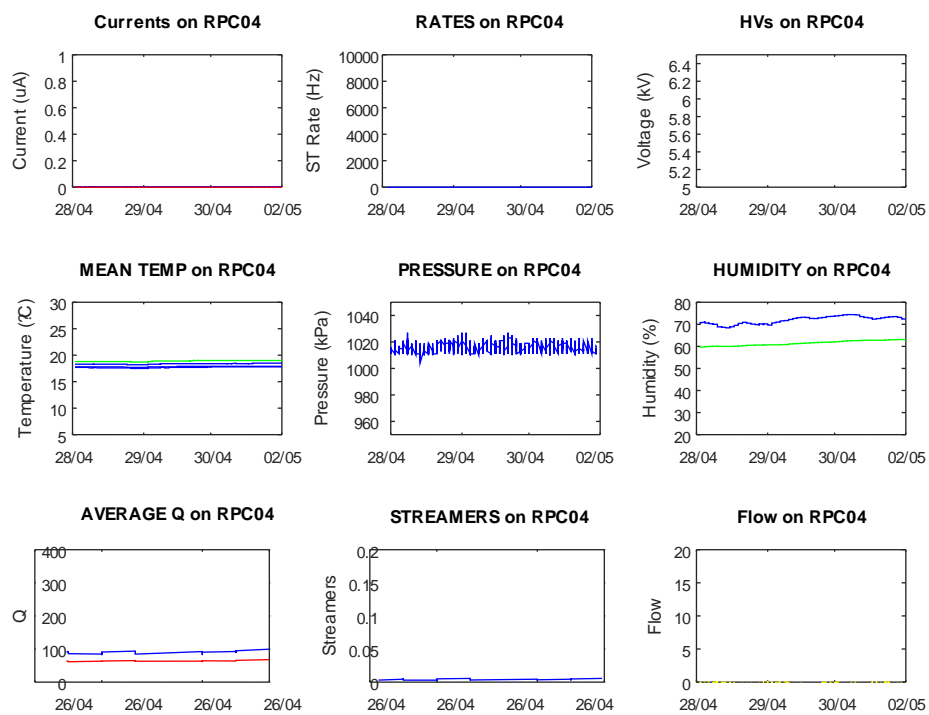 Currents on RPC04
RATES on RPC04
HVs on RPC04
Current (uA)
1
0.8
0.6
0.4
0.2
0
28/04 29/04 30/04 02/05
ST Rate (Hz)
10000
8000
6000
4000
2000
0
28/04 29/04 30/04 02/05
Voltage (kV)
6.4
6.2
6
5.8
5.6
5.4
5.2
5
28/04 29/04 30/04 02/05
MEAN TEMP on RPC04
PRESSURE on RPC04
HUMIDITY on RPC04
Temperature (?C)
30
25
20
15
10
5
28/04 29/04 30/04 02/05
Pressure (kPa)
1040
1020
1000
980
960
28/04 29/04 30/04 02/05
Humidity (%)
80
70
60
50
40
30
20
28/04 29/04 30/04 02/05
AVERAGE Q on RPC04
STREAMERS on RPC04
Flow on RPC04
Q
400
300
200
100
0
26/04 26/04 26/04 26/04
Streamers
0.2
0.15
0.1
0.05
0
26/04 26/04 26/04 26/04
Flow
20
15
10
5
0
28/04 29/04 30/04 02/05